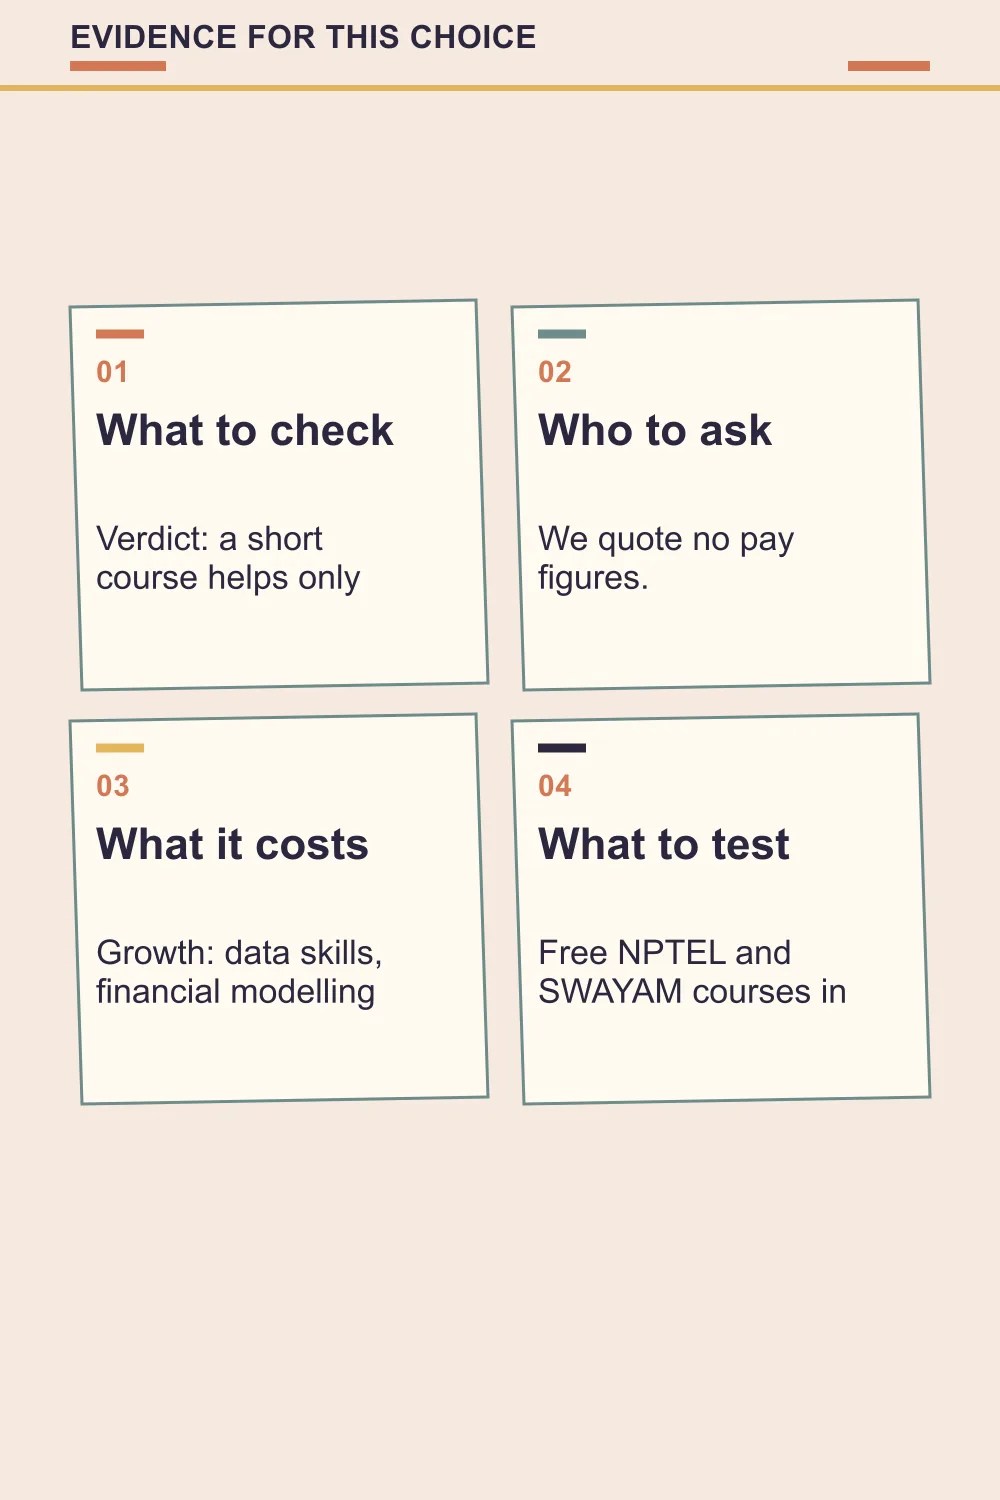 EVIDENCE FOR THIS CHOICE
01
What to check
Verdict: a short
course helps only
02
Who to ask
We quote no pay
figures.
03
What it costs
Growth: data skills,
financial modelling
04
What to test
Free NPTEL and
SWAYAM courses in